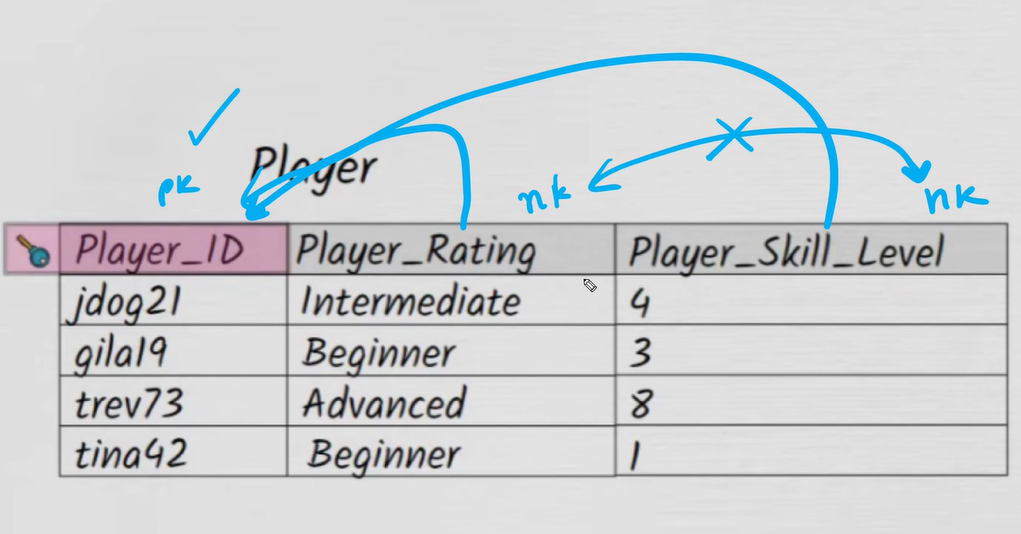 Player
pk
nk
nk
Player_ID Player_Rating Player_Skill_Level
jdog21 Intermediate 4
gila19 Beginner 3
trev73 Advanced 8
tina42 Beginner 1